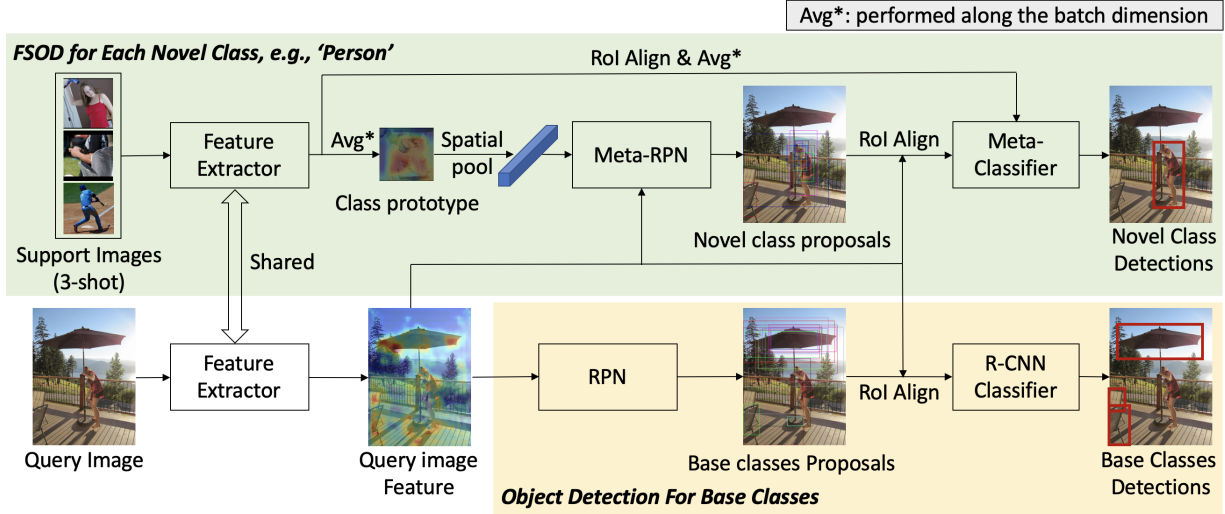 Avg*: performed along the batch dimension
FSOD for Each Novel Class, e.g., ‘Person’
RoI Align & Avg*
Feature
Extractor
Avg*
Spatial
pool
Meta-RPN
RoI Align
Meta-
Classifier
Class prototype
Novel class proposals
Support Images
(3-shot)
Shared
Novel Class
Detections
Feature
Extractor
RPN
RoI Align
R-CNN
Classifier
Query Image
Query image
Feature
Base classes Proposals
Base Classes
Detections
Object Detection For Base Classes